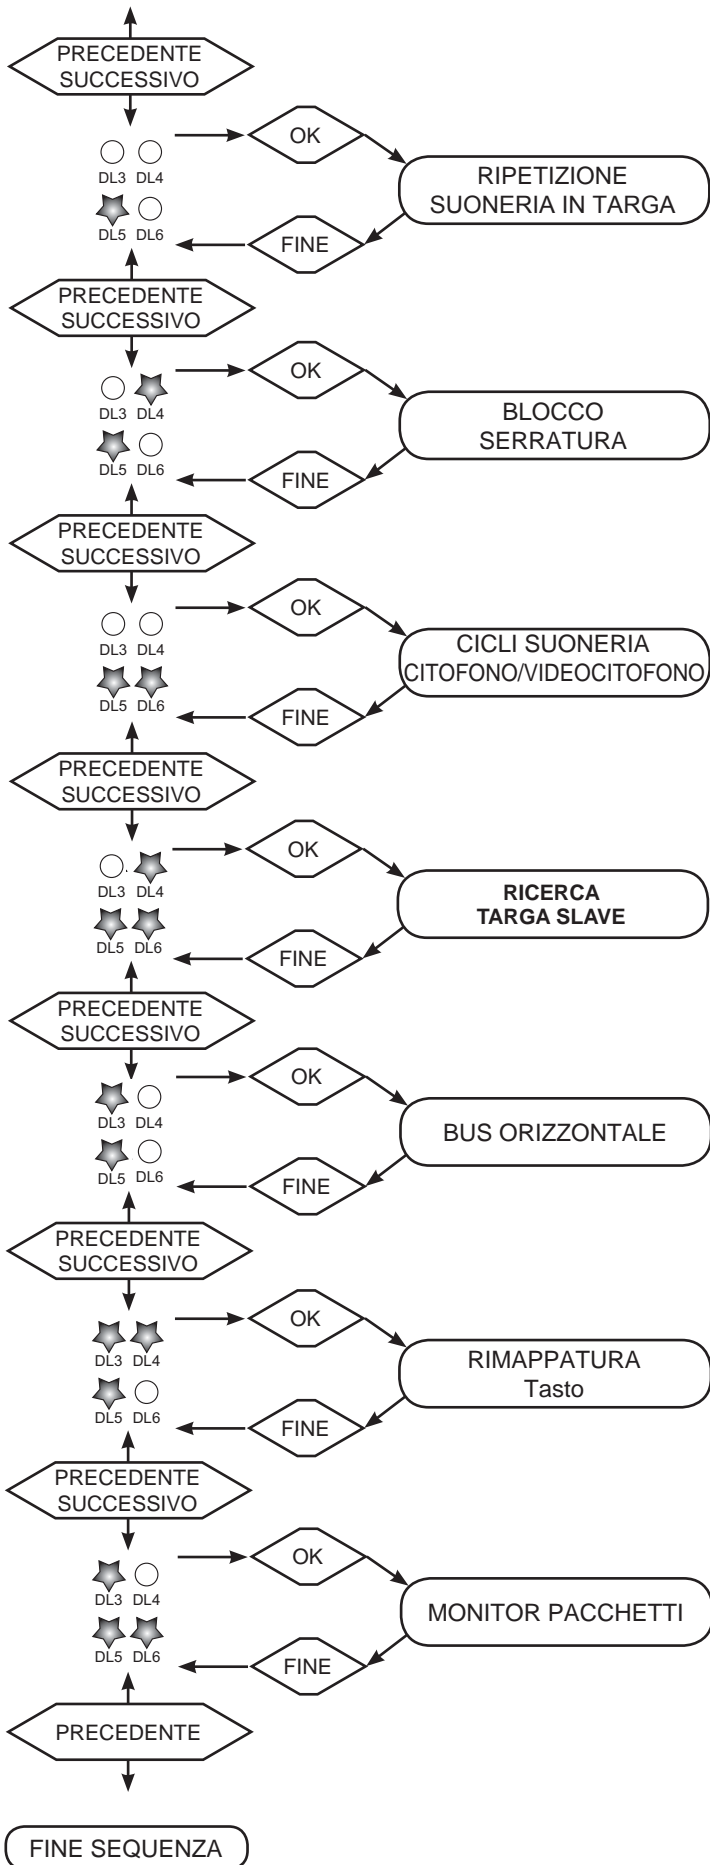 PRECEDENTE
SUCCESSIVO
OK
DL3 DL4
RIPETIZIONE
SUONERIA IN TARGA
DL5 DL6
FINE
PRECEDENTE
SUCCESSIVO
OK
DL3 DL4
BLOCCO
SERRATURA
DL5 DL6
FINE
PRECEDENTE
SUCCESSIVO
OK
DL3 DL4
CICLI SUONERIA
CITOFONO/VIDEOCITOFONO
DL5 DL6
FINE
PRECEDENTE
SUCCESSIVO
OK
DL3 DL4
RICERCA
TARGA SLAVE
DL5 DL6
FINE
PRECEDENTE
SUCCESSIVO
OK
DL3 DL4
BUS ORIZZONTALE
DL5 DL6
FINE
PRECEDENTE
SUCCESSIVO
OK
DL3 DL4
RIMAPPATURA
Tasto
DL5 DL6
FINE
PRECEDENTE
SUCCESSIVO
OK
DL3 DL4
MONITOR PACCHETTI
DL5 DL6
FINE
PRECEDENTE
FINE SEQUENZA